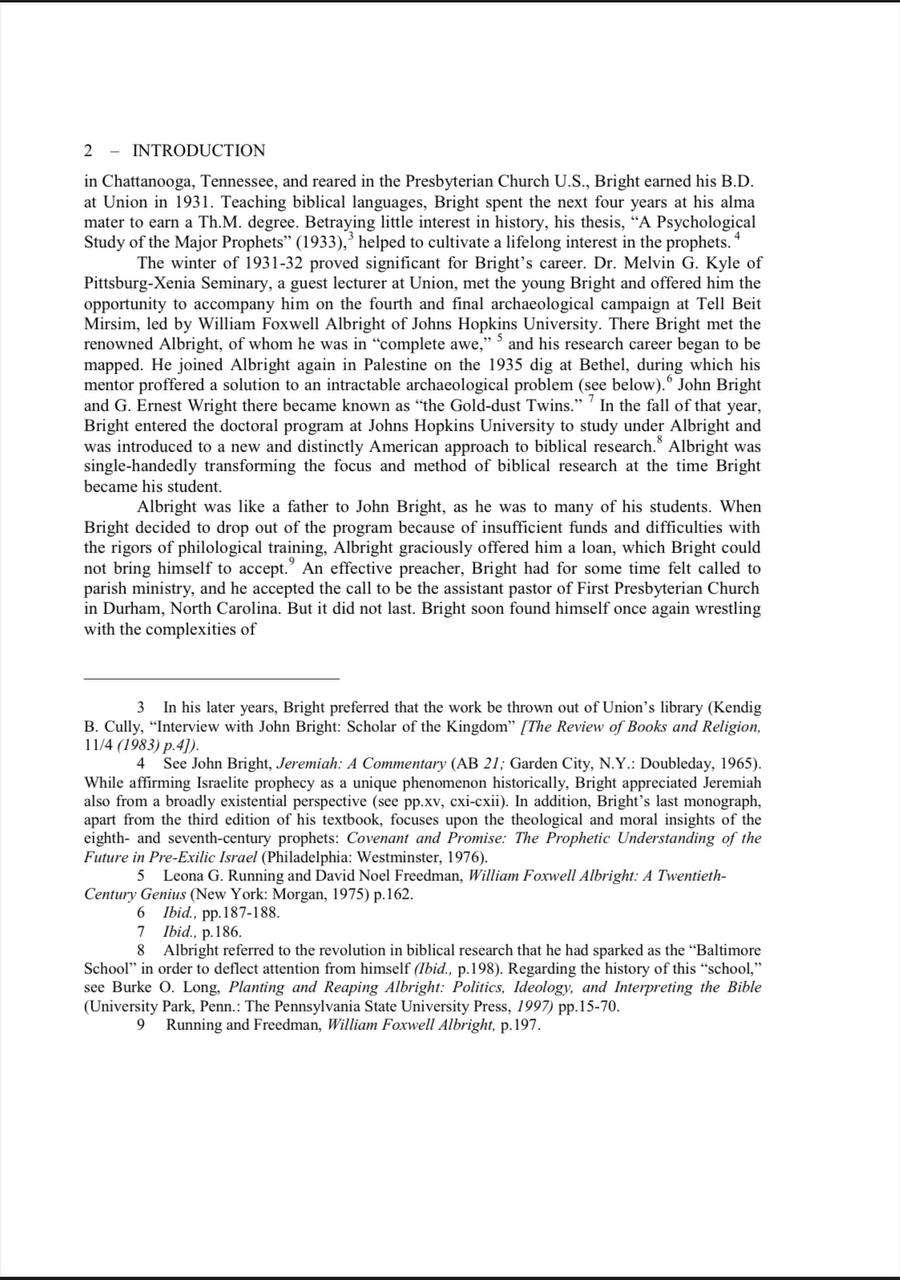 2 – INTRODUCTION
in Chattanooga, Tennessee, and reared in the Presbyterian Church U.S., Bright earned his B.D.
at Union in 1931. Teaching biblical languages, Bright spent the next four years at his alma
mater to earn a Th.M. degree. Betraying little interest in history, his thesis, “A Psychological
Study of the Major Prophets” (1933),3 helped to cultivate a lifelong interest in the prophets. 4
The winter of 1931-32 proved significant for Bright’s career. Dr. Melvin G. Kyle of
Pittsburg-Xenia Seminary, a guest lecturer at Union, met the young Bright and offered him the
opportunity to accompany him on the fourth and final archaeological campaign at Tell Beit
Mirsim, led by William Foxwell Albright of Johns Hopkins University. There Bright met the
renowned Albright, of whom he was in “complete awe,” 5 and his research career began to be
mapped. He joined Albright again in Palestine on the 1935 dig at Bethel, during which his
mentor proffered a solution to an intractable archaeological problem (see below).6 John Bright
and G. Ernest Wright there became known as “the Gold-dust Twins.” 7 In the fall of that year,
Bright entered the doctoral program at Johns Hopkins University to study under Albright and
was introduced to a new and distinctly American approach to biblical research.8 Albright was
single-handedly transforming the focus and method of biblical research at the time Bright
became his student.
Albright was like a father to John Bright, as he was to many of his students. When
Bright decided to drop out of the program because of insufficient funds and difficulties with
the rigors of philological training, Albright graciously offered him a loan, which Bright could
not bring himself to accept.9 An effective preacher, Bright had for some time felt called to
parish ministry, and he accepted the call to be the assistant pastor of First Presbyterian Church
in Durham, North Carolina. But it did not last. Bright soon found himself once again wrestling
with the complexities of
3 In his later years, Bright preferred that the work be thrown out of Union’s library (Kendig
B. Cully, “Interview with John Bright: Scholar of the Kingdom” [The Review of Books and Religion,
11/4 (1983) p.4]).
4 See John Bright, Jeremiah: A Commentary (AB 21; Garden City, N.Y.: Doubleday, 1965).
While affirming Israelite prophecy as a unique phenomenon historically, Bright appreciated Jeremiah
also from a broadly existential perspective (see pp.xv, cxi-cxii). In addition, Bright’s last monograph,
apart from the third edition of his textbook, focuses upon the theological and moral insights of the
eighth- and seventh-century prophets: Covenant and Promise: The Prophetic Understanding of the
Future in Pre-Exilic Israel (Philadelphia: Westminster, 1976).
5 Leona G. Running and David Noel Freedman, William Foxwell Albright: A Twentieth-
Century Genius (New York: Morgan, 1975) p.162.
6 Ibid., pp.187-188.
7 Ibid., p.186.
8 Albright referred to the revolution in biblical research that he had sparked as the “Baltimore
School” in order to deflect attention from himself (Ibid., p.198). Regarding the history of this “school,”
see Burke O. Long, Planting and Reaping Albright: Politics, Ideology, and Interpreting the Bible
(University Park, Penn.: The Pennsylvania State University Press, 1997) pp.15-70.
9 Running and Freedman, William Foxwell Albright, p.197.